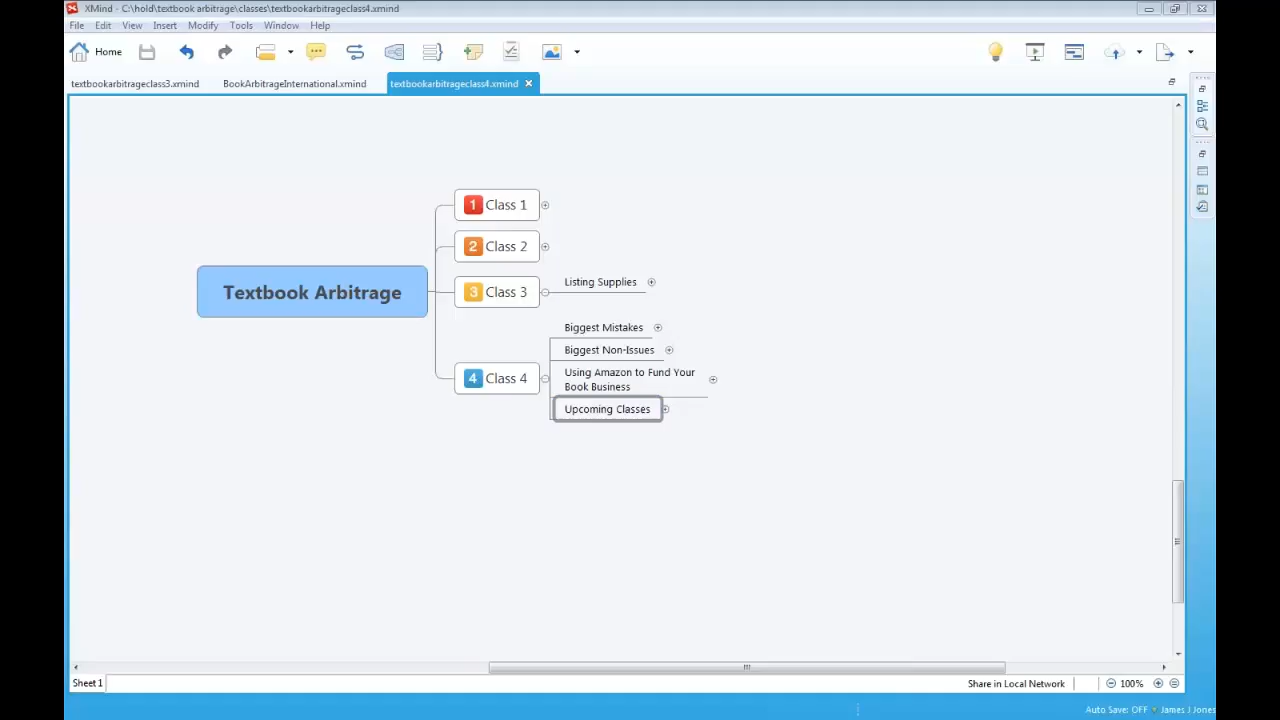 XMind - C:\hold\textbook arbitrage\classes\textbookarbitrageclass4.xmind
File Edit View Insert Modify Tools Window Help
Home
textbookarbitrageclass3.xmind BookArbitrageInternational.xmind textbookarbitrageclass4.xmind
1 Class 1
2 Class 2
Textbook Arbitrage
3 Class 3
Listing Supplies
4 Class 4
Biggest Mistakes
Biggest Non-Issues
Using Amazon to Fund Your
Book Business
Upcoming Classes
Sheet 1
Share in Local Network
100%
Auto Save: OFF
James J Jones